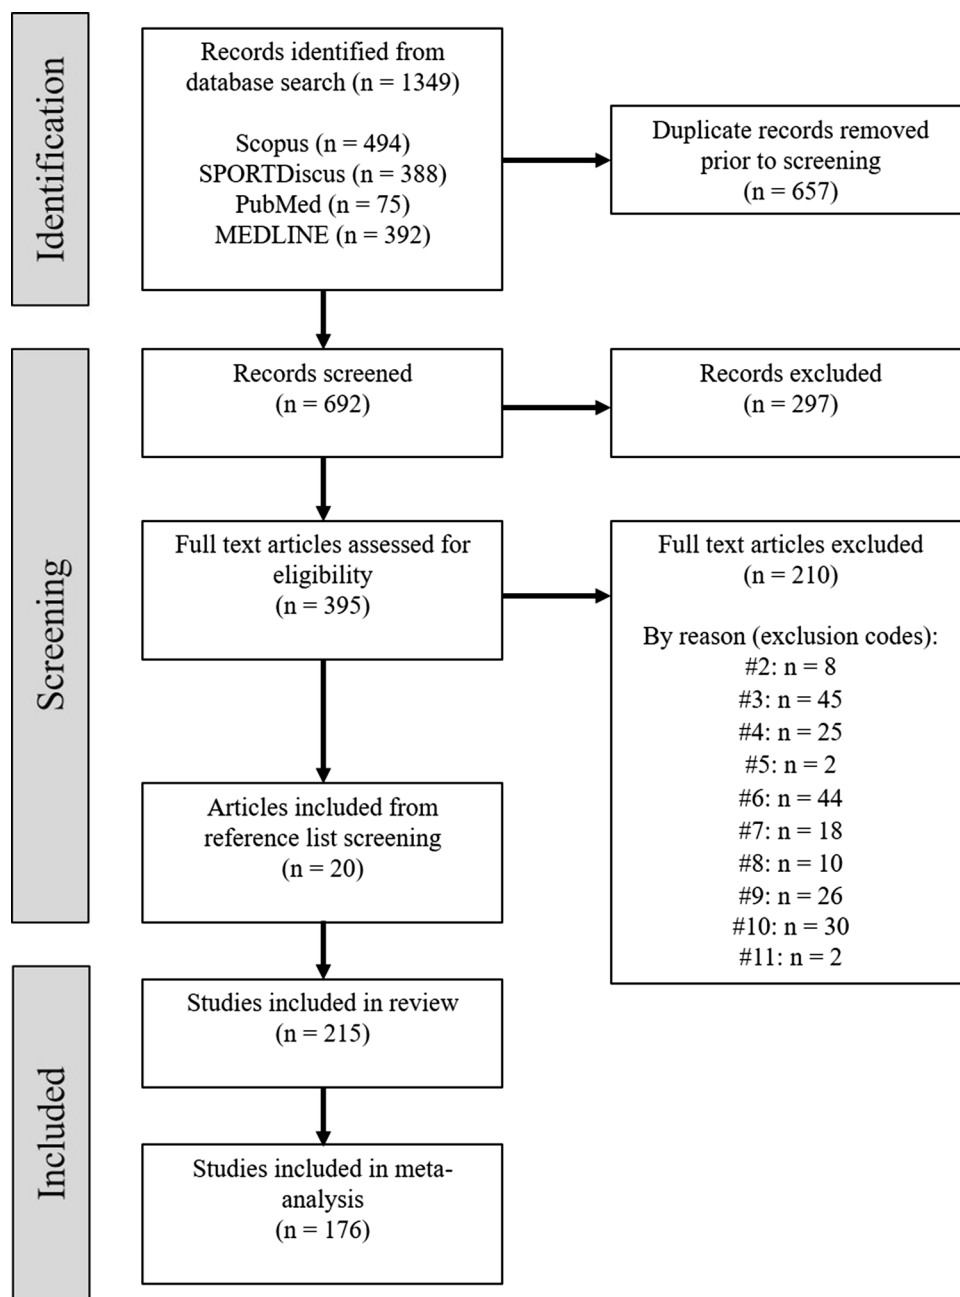 Identification
Records identified from
database search (n = 1349)
Scopus (n = 494)
SPORTDiscus (n = 388)
PubMed (n = 75)
MEDLINE (n = 392)
Duplicate records removed
prior to screening
(n = 657)
Screening
Records screened
(n = 692)
Records excluded
(n = 297)
Full text articles assessed for
eligibility
(n = 395)
Full text articles excluded
(n = 210)
By reason (exclusion codes):
#2: n = 8
#3: n = 45
#4: n = 25
#5: n = 2
#6: n = 44
#7: n = 18
#8: n = 10
#9: n = 26
#10: n = 30
#11: n = 2
Articles included from
reference list screening
(n = 20)
Included
Studies included in review
(n = 215)
Studies included in meta-
analysis
(n = 176)